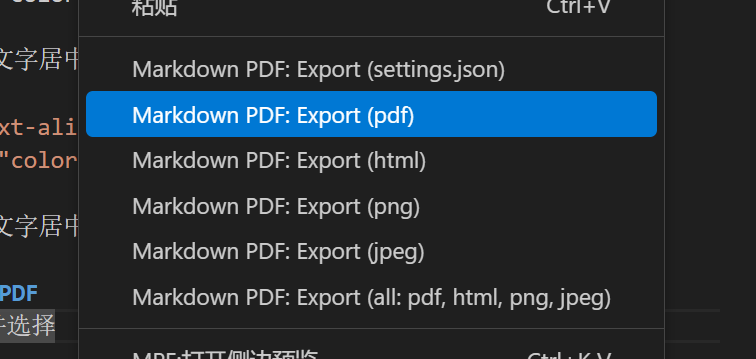 "color
粘贴 Ctrl+V
文字居中
Markdown PDF: Export (settings.json)
xt-ali
Markdown PDF: Export (pdf)
"color
Markdown PDF: Export (html)
Markdown PDF: Export (png)
文字居中
Markdown PDF: Export (jpeg)
PDF
Markdown PDF: Export (all: pdf, html, png, jpeg)
选择
MPE:打开侧边预览 Ctrl+K V